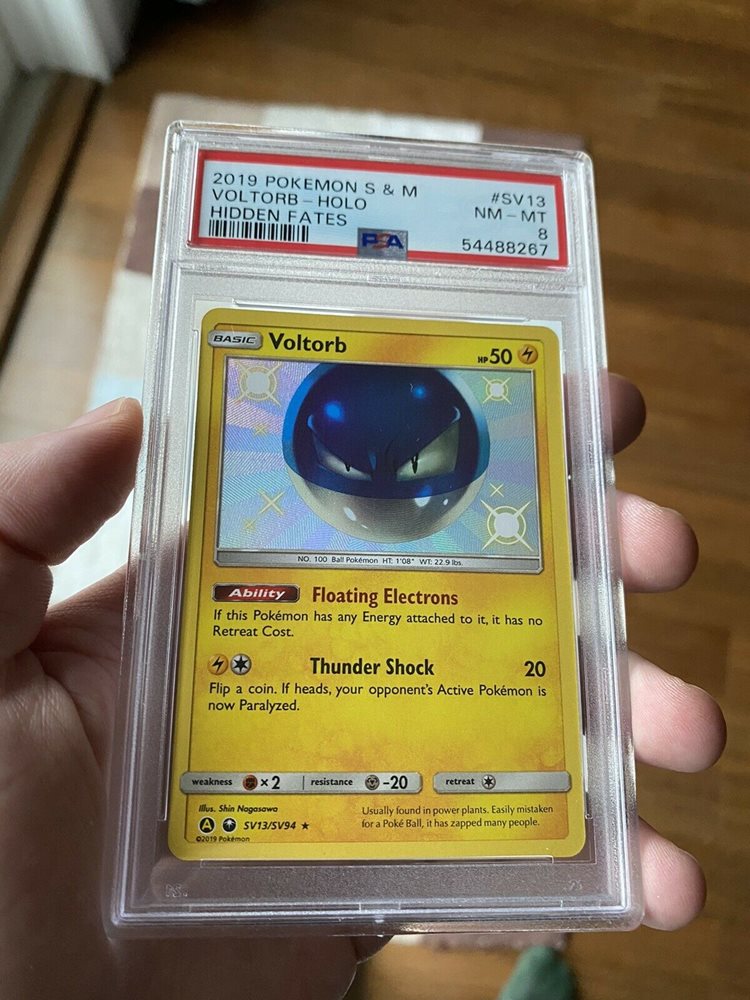 2019 POKEMON S & M #SV13
VOLTORB – HOLO NM – MT
HIDDEN FATES 8
PSA 54488267
BASIC Voltorb HP 50
NO. 100 Ball Pokémon HT: 1'08" WT: 22.9 lbs.
Ability Floating Electrons
If this Pokémon has any Energy attached to it, it has no
Retreat Cost.
Thunder Shock 20
Flip a coin. If heads, your opponent's Active Pokémon is
now Paralyzed.
weakness ×2 resistance -20 retreat
Illus. Shin Nagasawa
A SV13/SV94 ★
©2019 Pokémon
Usually found in power plants. Easily mistaken
for a Poké Ball, it has zapped many people.